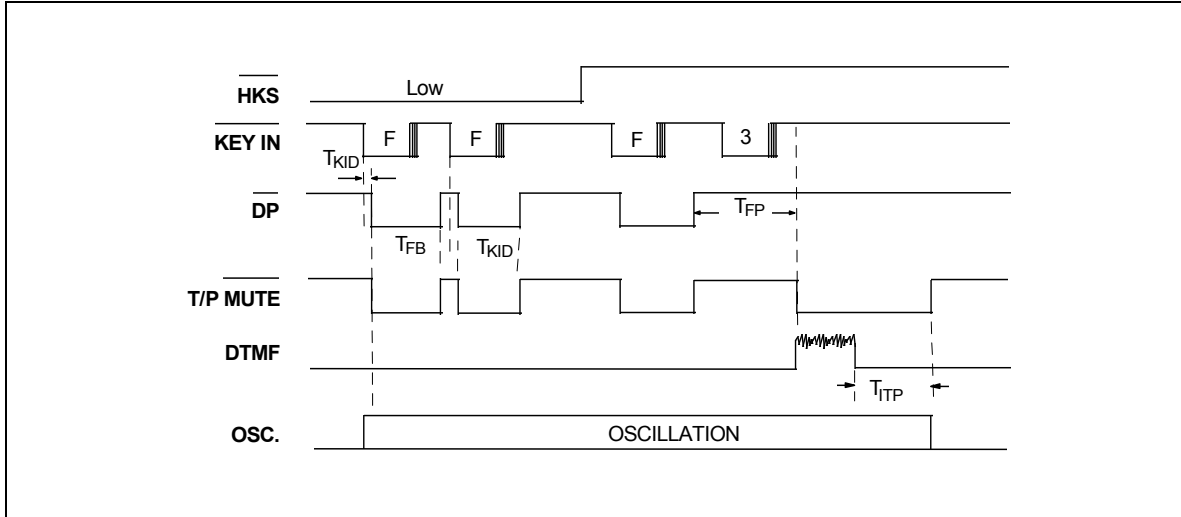 HKS
Low
KEY IN
F
F
F
3
TKID
DP
TFP
TFB
TKID
T/P MUTE
DTMF
TITP
OSC.
OSCILLATION